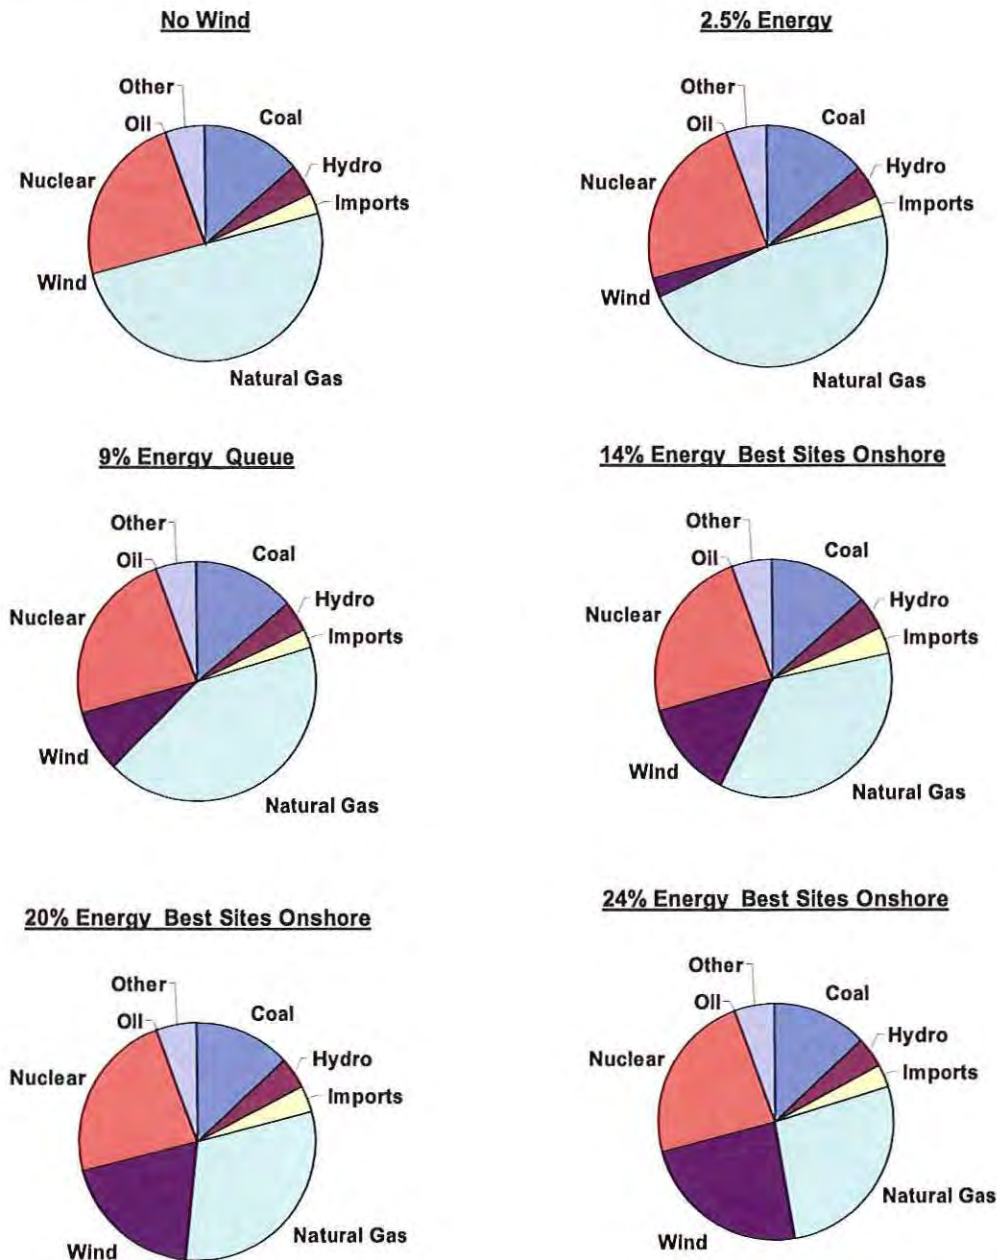 No Wind
Other
Oil
Coal
Hydro
Imports
Nuclear
Wind
Natural Gas
2.5% Energy
Other
Oil
Coal
Hydro
Imports
Nuclear
Wind
Natural Gas
9% Energy Queue
Other
Oil
Coal
Hydro
Imports
Nuclear
Wind
Natural Gas
14% Energy Best Sites Onshore
Other
Oil
Coal
Hydro
Imports
Nuclear
Wind
Natural Gas
20% Energy Best Sites Onshore
Other
Oil
Coal
Hydro
Imports
Nuclear
Wind
Natural Gas
24% Energy Best Sites Onshore
Other
Oil
Coal
Hydro
Imports
Nuclear
Wind
Natural Gas